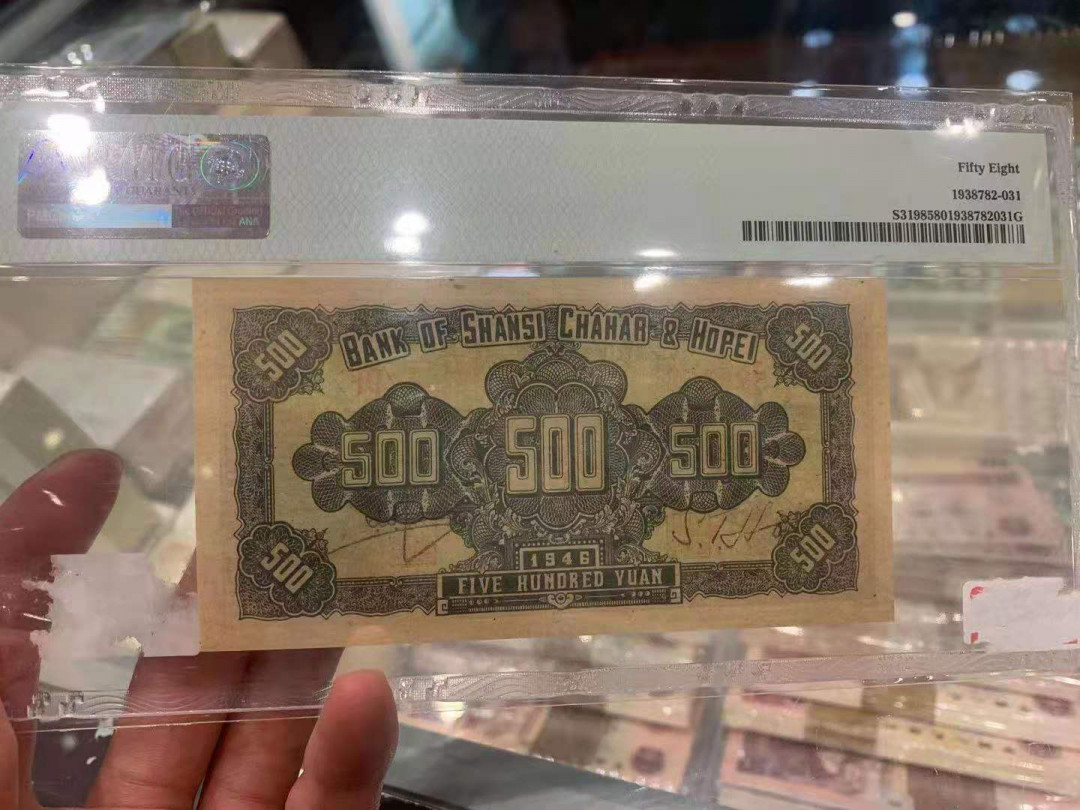 Fifty Eight
1938782-031
S31985801938782031G
ANA
BANK OF SHANSI CHAHAR & HOPEI
500 500
500 500 500
1946
FIVE HUNDRED YUAN
500 500